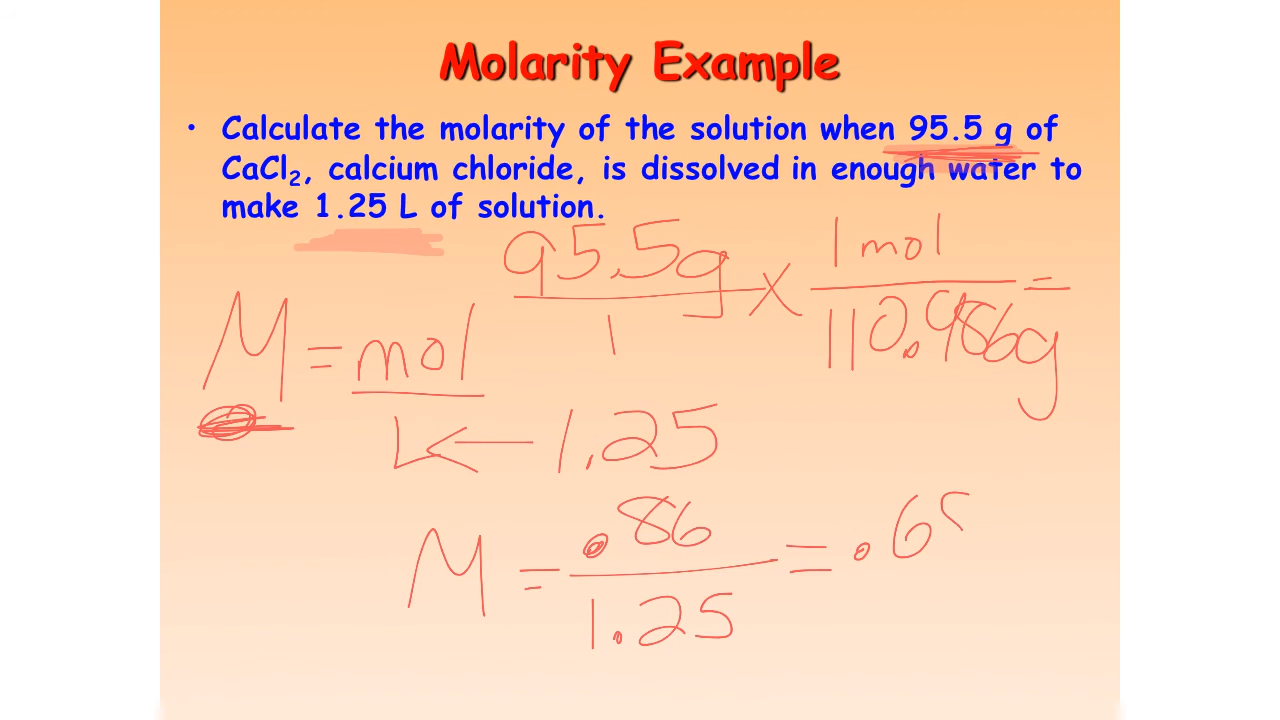 Molarity Example
• Calculate the molarity of the solution when 95.5 g of
CaCl₂, calcium chloride, is dissolved in enough water to
make 1.25 L of solution.
95.5g / 1 x 1 mol / 110.986g =
M = mol / L ← 1.25
M = .86 / 1.25 = .6